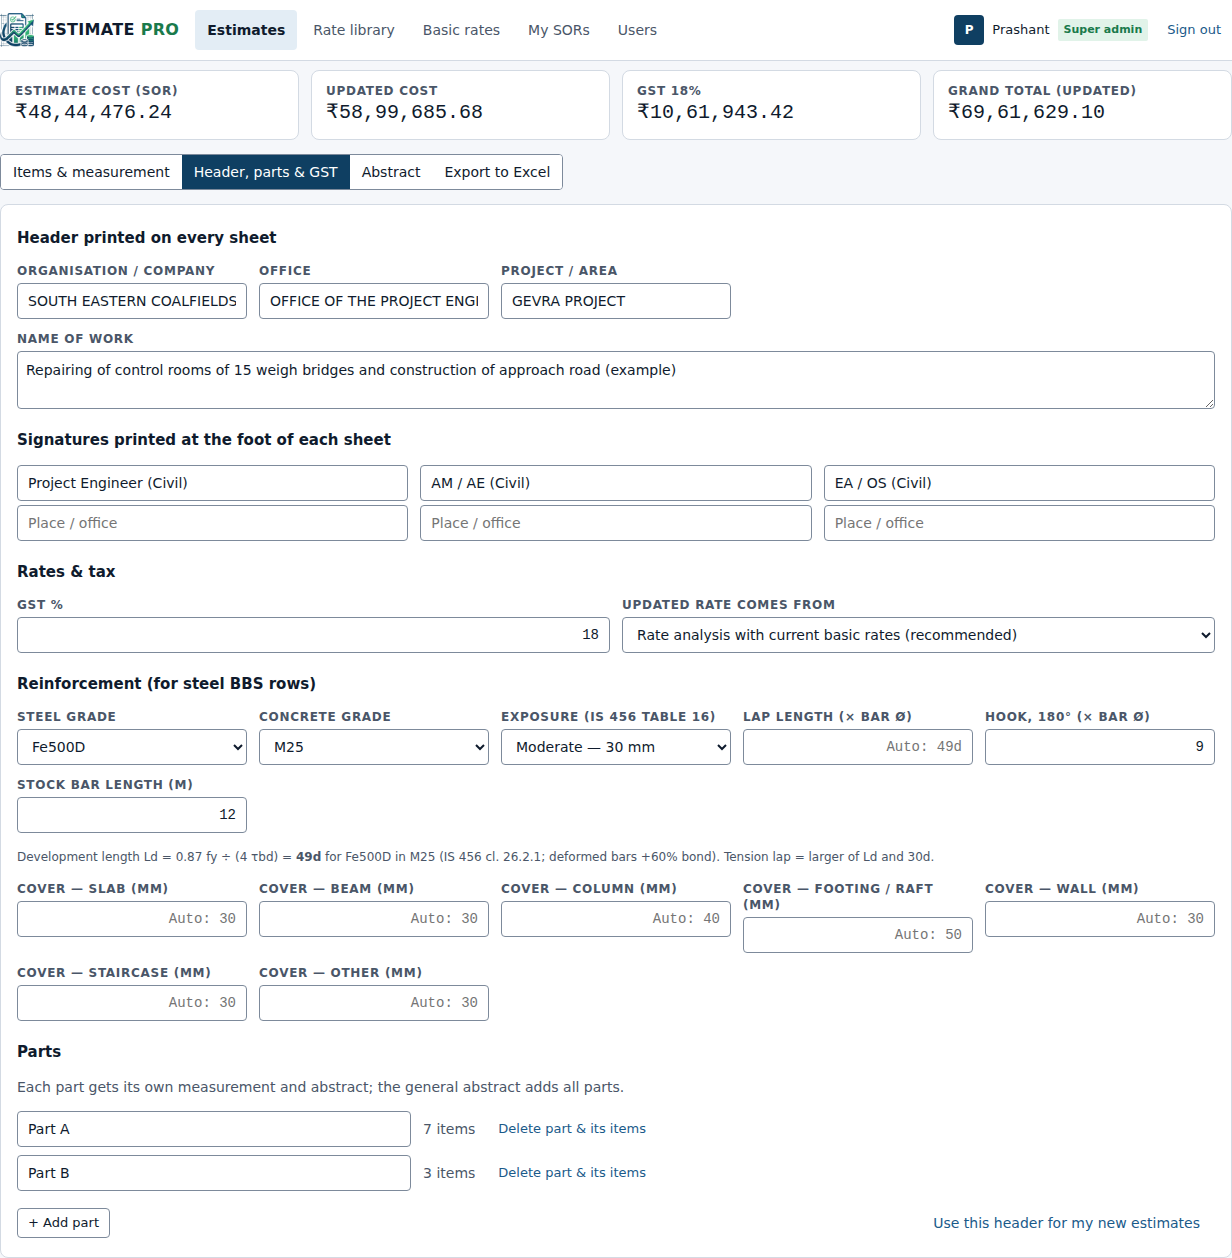 ESTIMATE PRO
Estimates
Rate library
Basic rates
My SORs
Users
P
Prashant
Super admin
Sign out
ESTIMATE COST (SOR)
₹48,44,476.24
UPDATED COST
₹58,99,685.68
GST 18%
₹10,61,943.42
GRAND TOTAL (UPDATED)
₹69,61,629.10
Items & measurement
Header, parts & GST
Abstract
Export to Excel
Header printed on every sheet
ORGANISATION / COMPANY
OFFICE
PROJECT / AREA
SOUTH EASTERN COALFIELDS
OFFICE OF THE PROJECT ENGI
GEVRA PROJECT
NAME OF WORK
Repairing of control rooms of 15 weigh bridges and construction of approach road (example)
Signatures printed at the foot of each sheet
Project Engineer (Civil)
AM / AE (Civil)
EA / OS (Civil)
Place / office
Place / office
Place / office
Rates & tax
GST %
UPDATED RATE COMES FROM
18
Rate analysis with current basic rates (recommended)
Reinforcement (for steel BBS rows)
STEEL GRADE
CONCRETE GRADE
EXPOSURE (IS 456 TABLE 16)
LAP LENGTH (× BAR Ø)
HOOK, 180° (× BAR Ø)
Fe500D
M25
Moderate — 30 mm
Auto: 49d
9
STOCK BAR LENGTH (M)
12
Development length Ld = 0.87 fy ÷ (4 τbd) = 49d for Fe500D in M25 (IS 456 cl. 26.2.1; deformed bars +60% bond). Tension lap = larger of Ld and 30d.
COVER — SLAB (MM)
COVER — BEAM (MM)
COVER — COLUMN (MM)
COVER — FOOTING / RAFT
(MM)
COVER — WALL (MM)
Auto: 30
Auto: 30
Auto: 40
Auto: 50
Auto: 30
COVER — STAIRCASE (MM)
COVER — OTHER (MM)
Auto: 30
Auto: 30
Parts
Each part gets its own measurement and abstract; the general abstract adds all parts.
Part A
7 items
Delete part & its items
Part B
3 items
Delete part & its items
+ Add part
Use this header for my new estimates